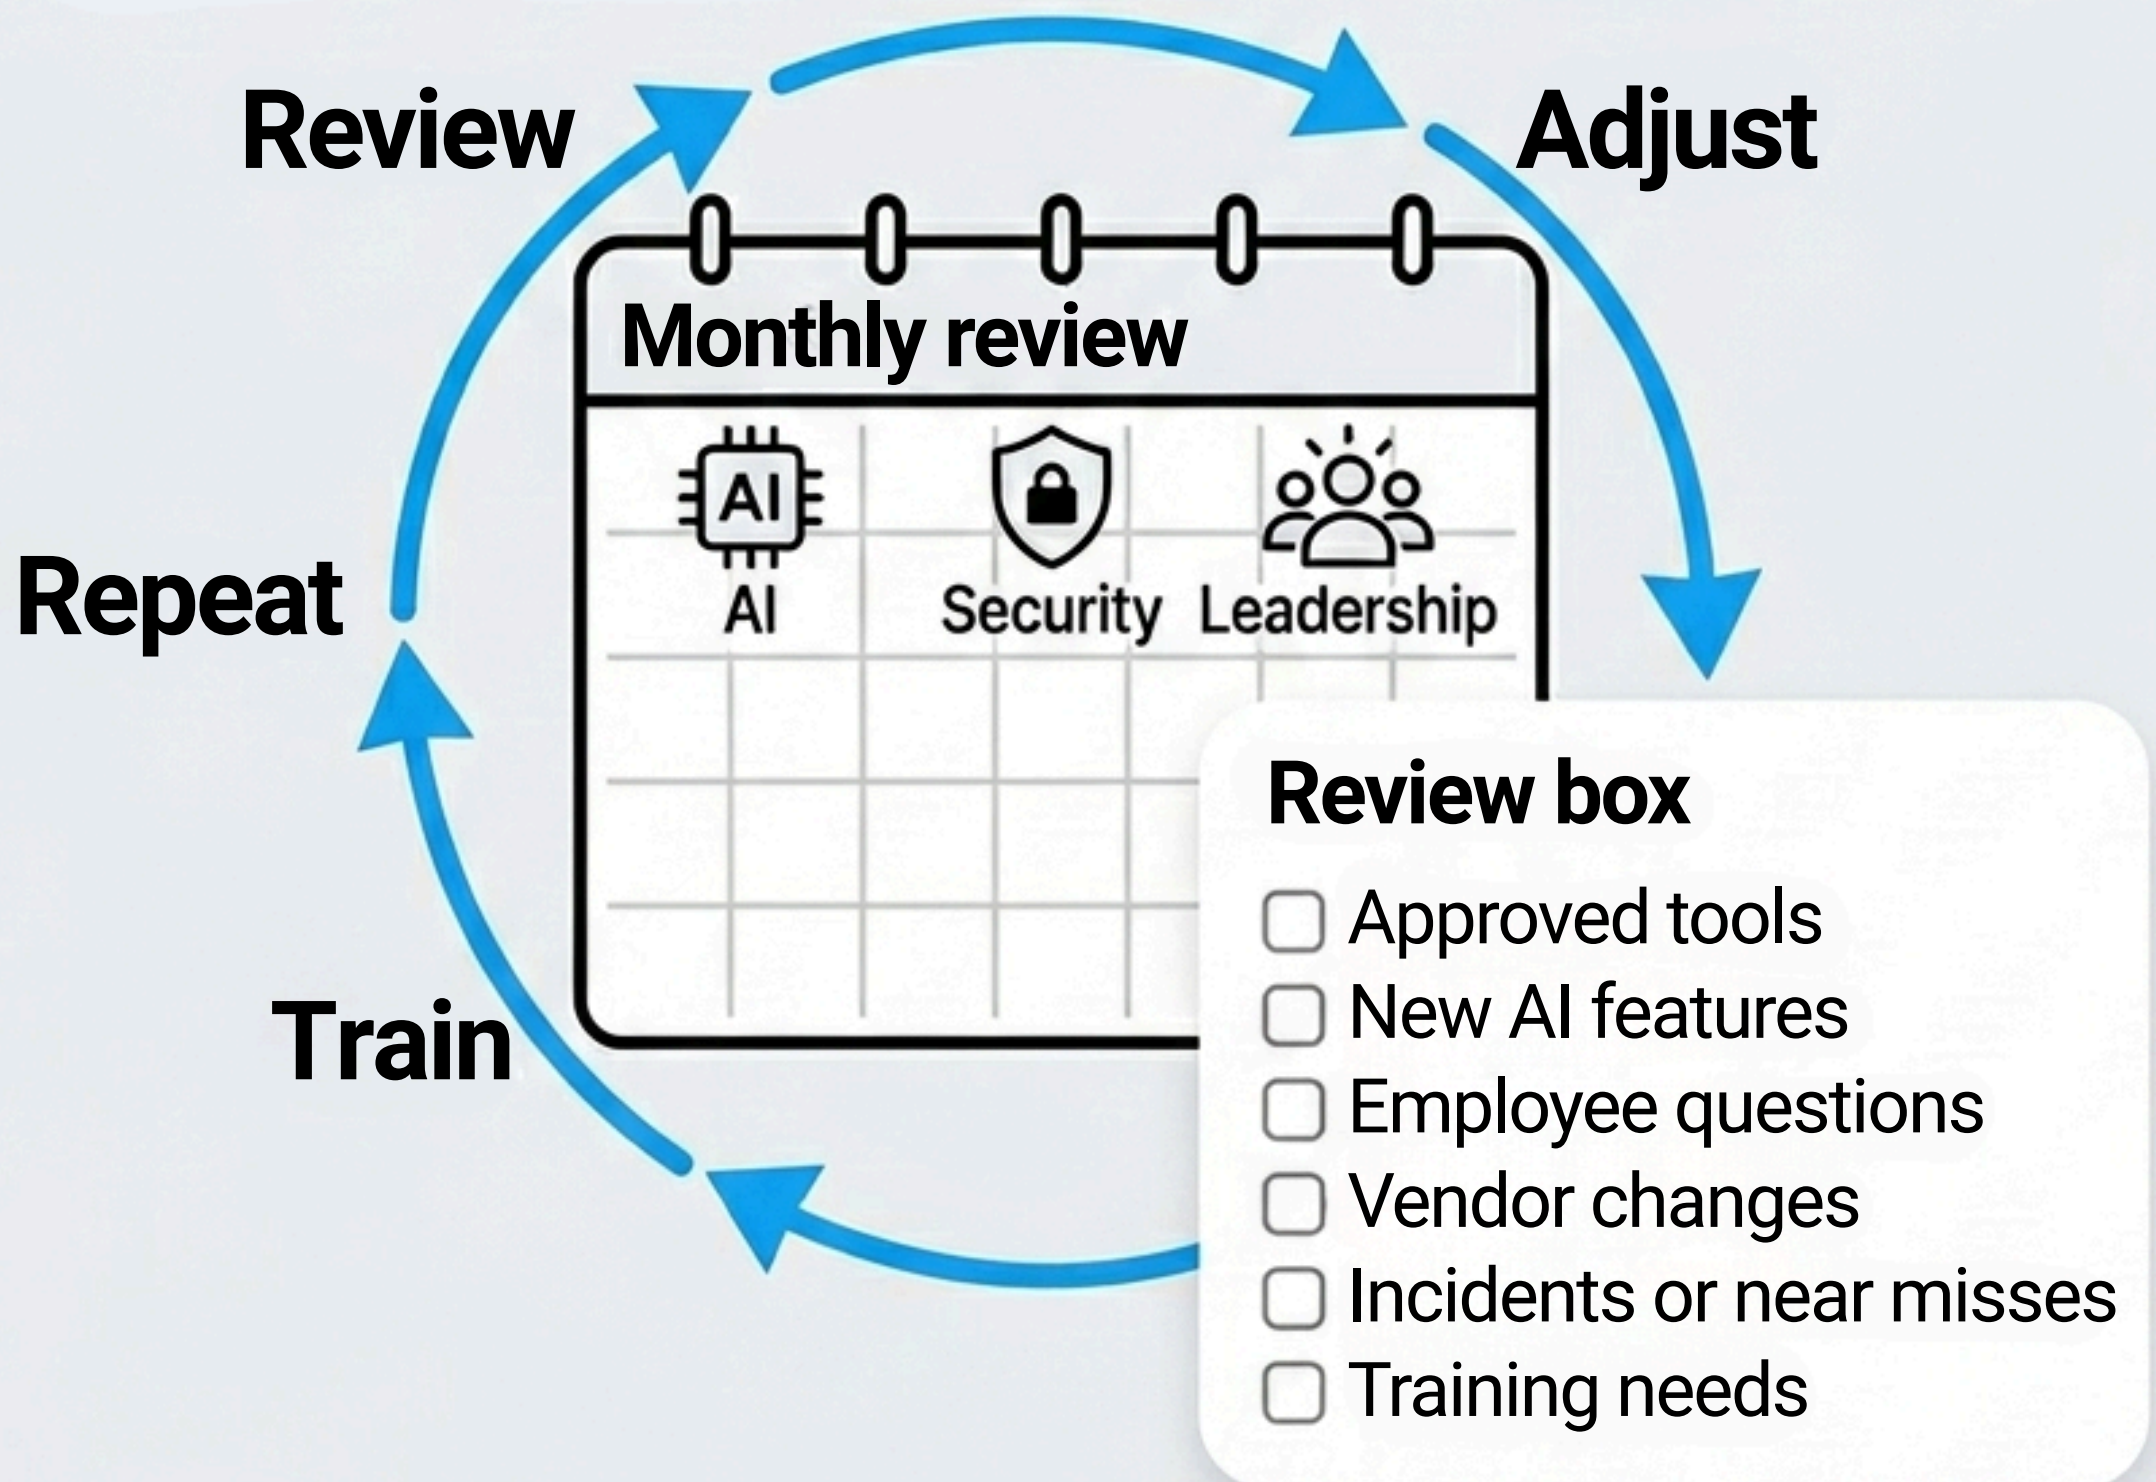 Review
Adjust
Monthly review
AI
AI
Security
Leadership
Repeat
Train
Review box
Approved tools
New AI features
Employee questions
Vendor changes
Incidents or near misses
Training needs